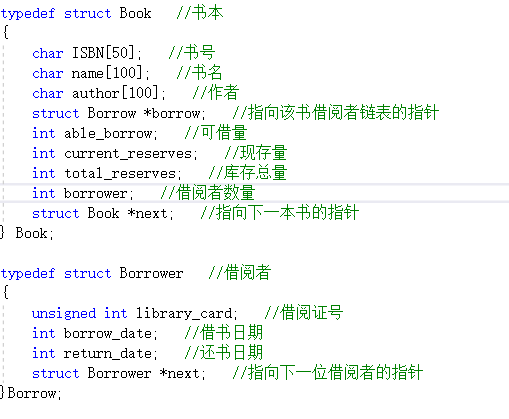 typedef struct Book   //书本
{
    char ISBN[50];   //书号
    char name[100];   //书名
    char author[100];   //作者
    struct Borrow *borrow;   //指向该书借阅者链表的指针
    int able_borrow;   //可借量
    int current_reserves;   //现存量
    int total_reserves;   //库存总量
    int borrower;   //借阅者数量
    struct Book *next;   //指向下一本书的指针
} Book;
typedef struct Borrower   //借阅者
{
    unsigned int library_card;   //借阅证号
    int borrow_date;   //借书日期
    int return_date;   //还书日期
    struct Borrower *next;   //指向下一位借阅者的指针
}Borrow;